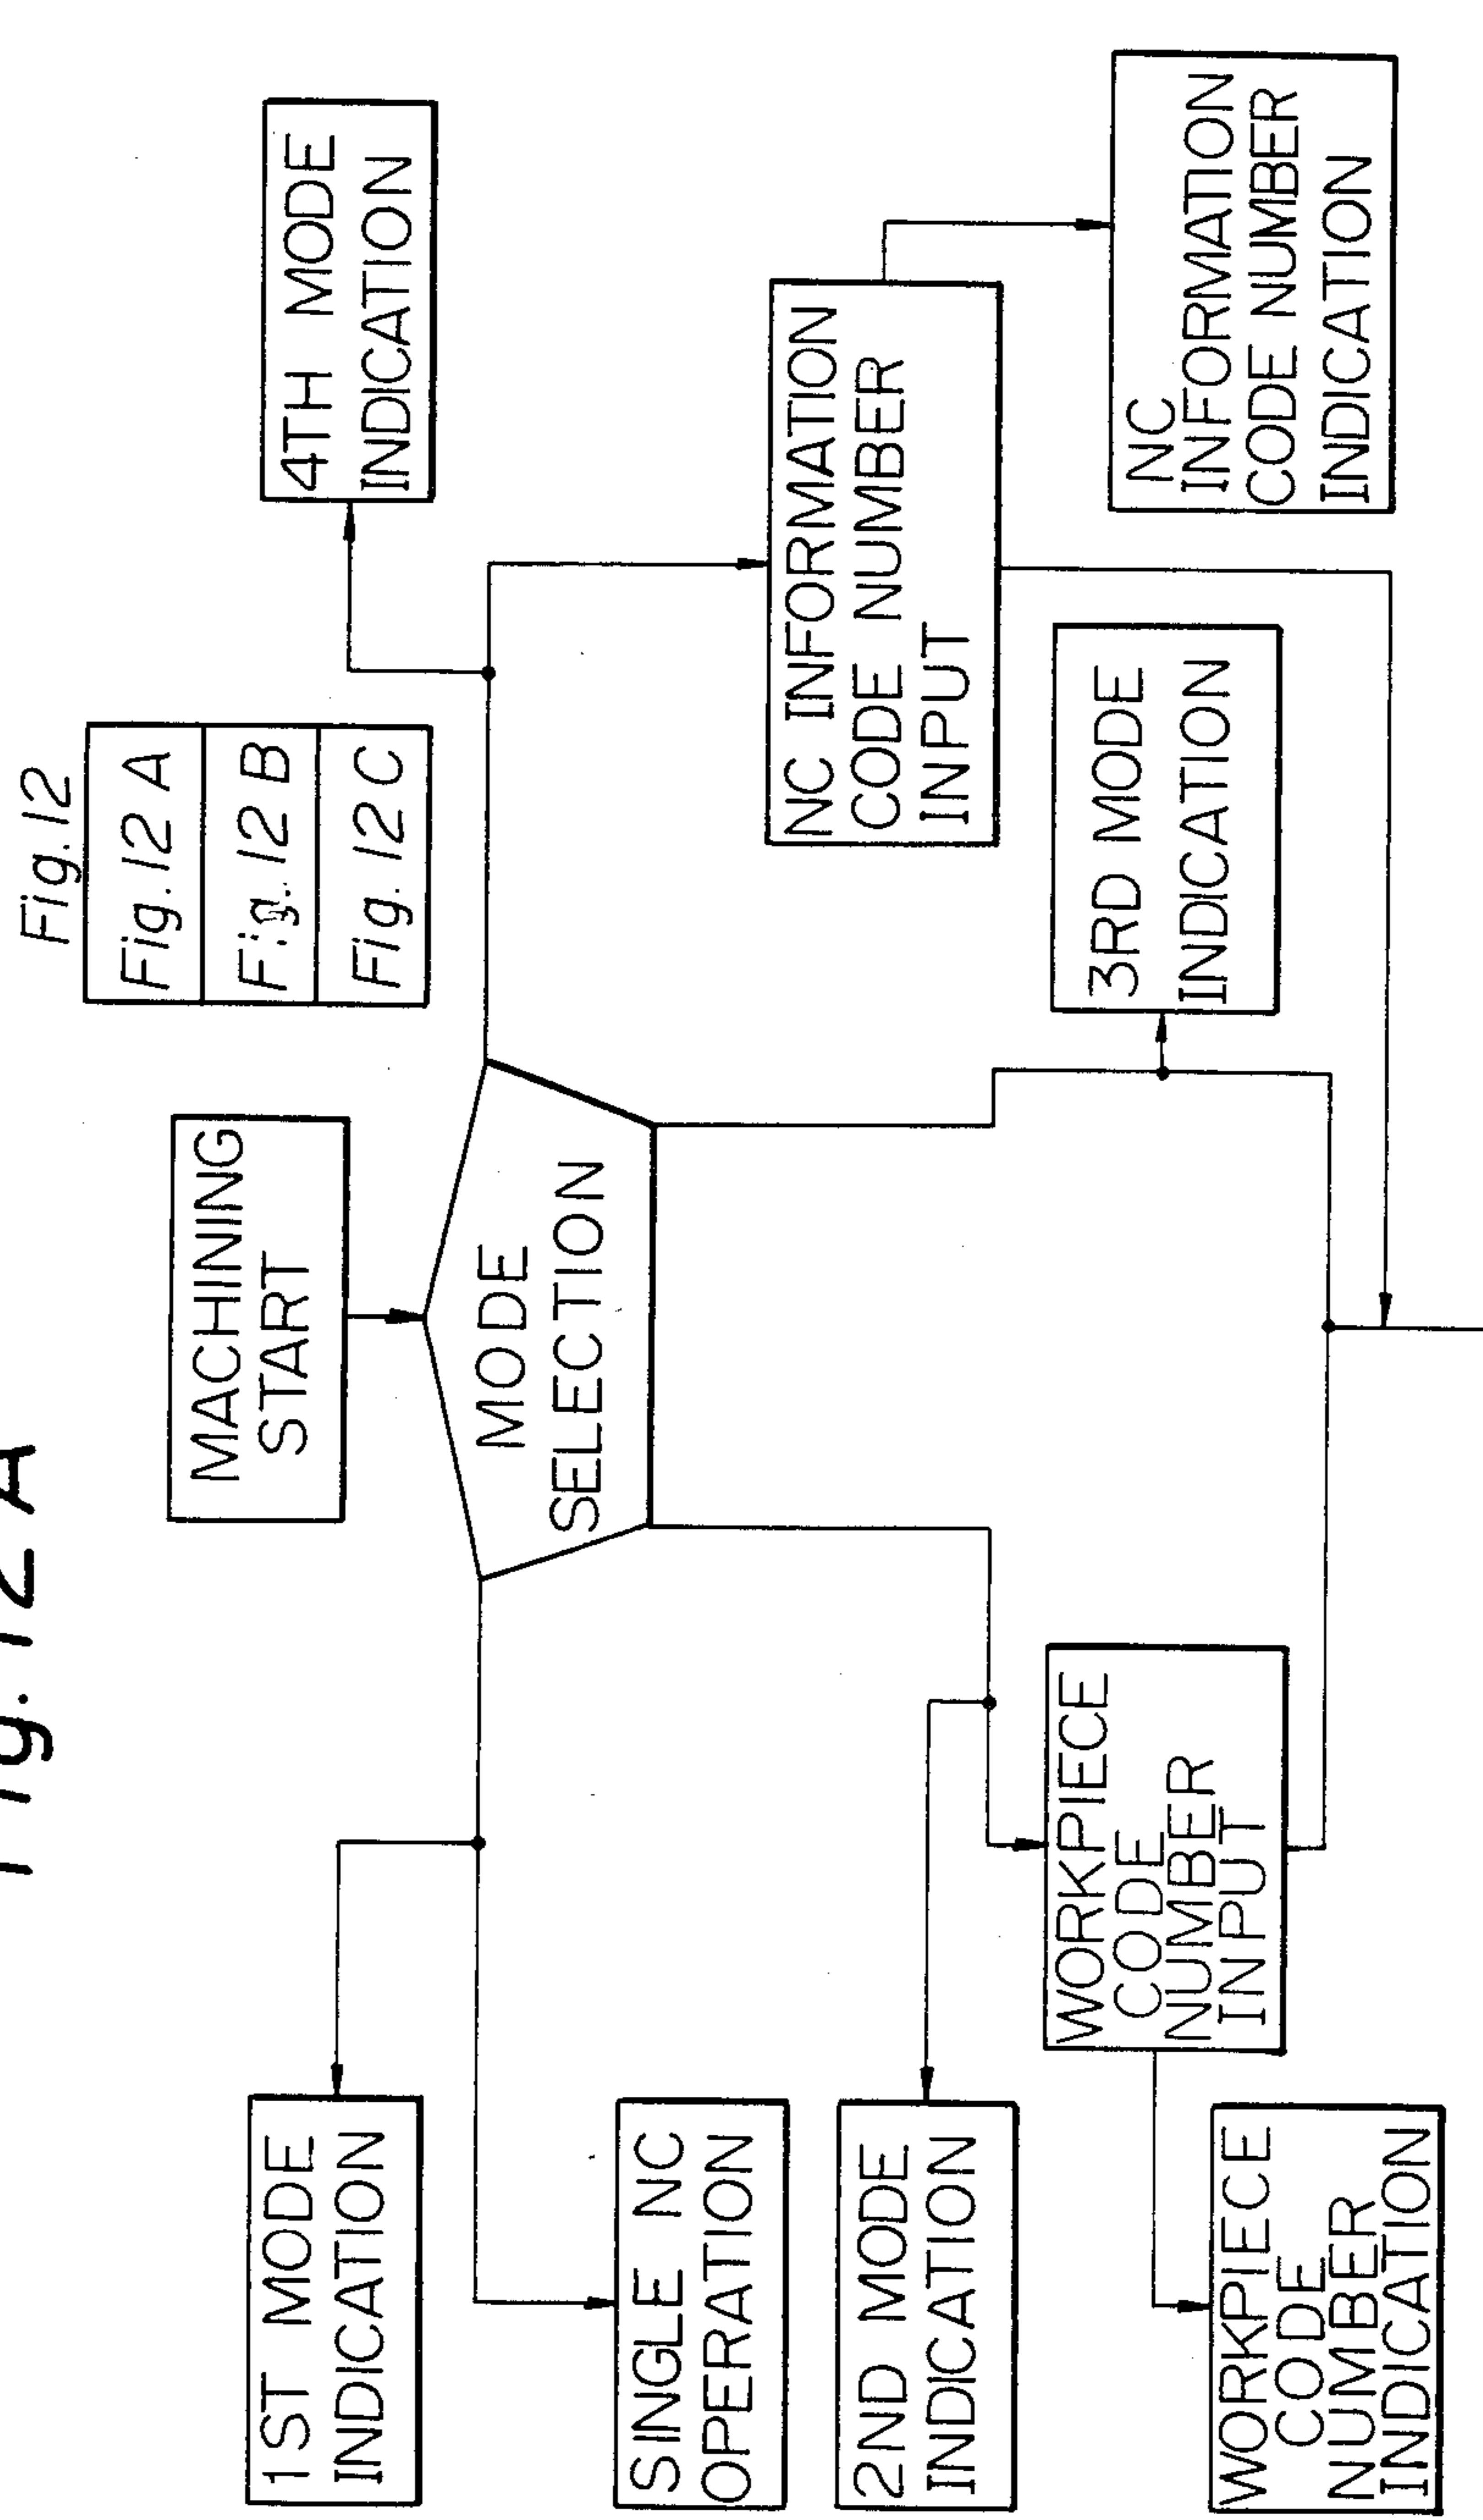 Fig. 12 A
Fig. 12
Fig. 12 A
Fig. 12 B
Fig. 12 C
MACHINING
START
MODE
SELECTION
1ST MODE
INDICATION
4TH MODE
INDICATION
SINGLE NC
OPERATION
NC INFORMATION
CODE NUMBER
INPUT
2ND MODE
INDICATION
WORKPIECE
CODE
NUMBER
INPUT
3RD MODE
INDICATION
WORKPIECE
CODE
NUMBER
INDICATION
NC
INFORMATION
CODE NUMBER
INDICATION